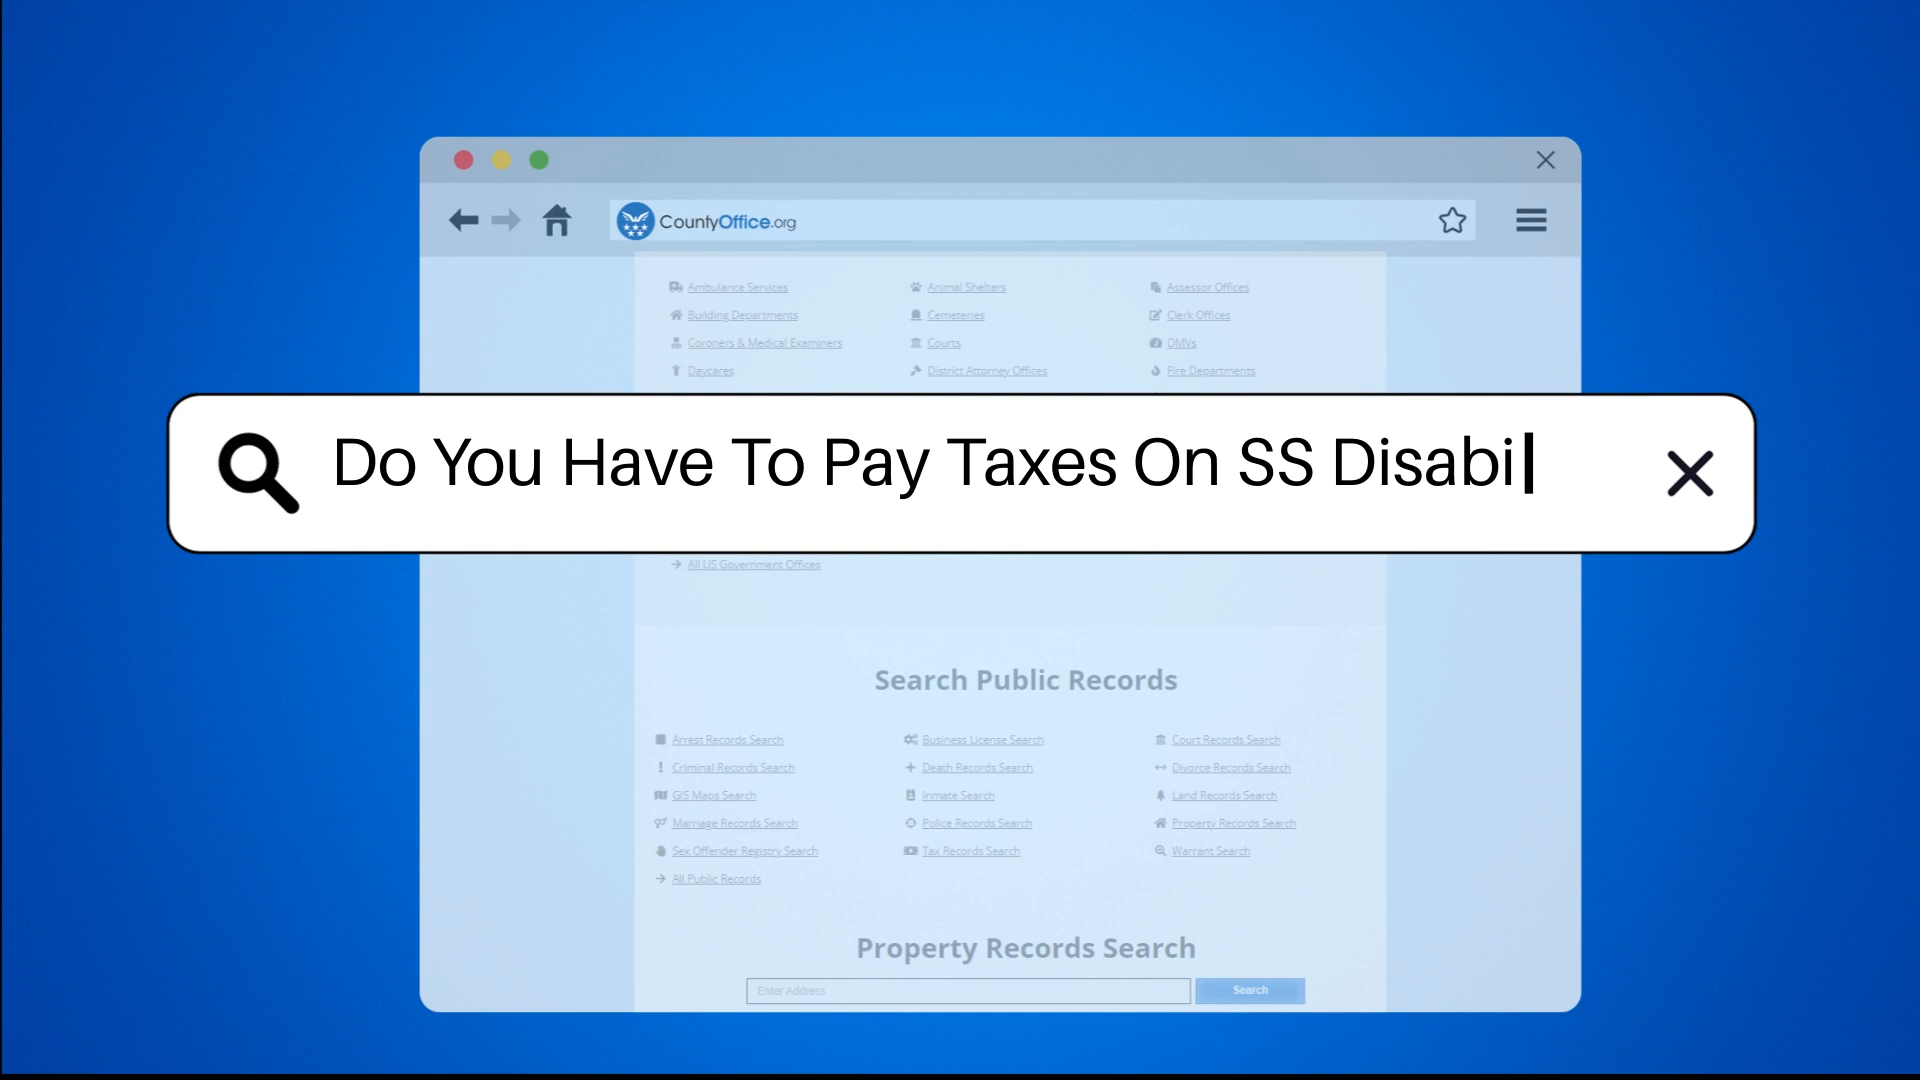 CountyOffice.org
Ambulance Services Animal Shelters Assessor Offices
Building Departments Cemeteries Clerk Offices
Coroners & Medical Examiners Courts DMVs
Daycares District Attorney Offices Fire Departments
Do You Have To Pay Taxes On SS Disabi
All US Government Offices
Search Public Records
Arrest Records Search Business License Search Court Records Search
Criminal Records Search Death Records Search Divorce Records Search
GIS Maps Search Inmate Search Land Records Search
Marriage Records Search Police Records Search Property Records Search
Sex Offender Registry Search Tax Records Search Warrant Search
All Public Records
Property Records Search
Enter Address Search